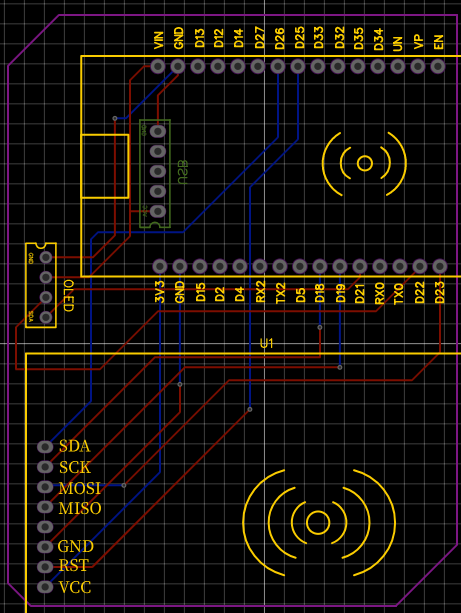 VIN GND D13 D12 D14 D27 D26 D25 D33 D32 D35 D34 UN VP EN
GND
USB
VCC
GND
OLED
SDA
3V3 GND D15 D2 D4 RX2 TX2 D5 D18 D19 D21 RX0 TX0 D22 D23
U1
SDA
SCK
MOSI
MISO
GND
RST
VCC